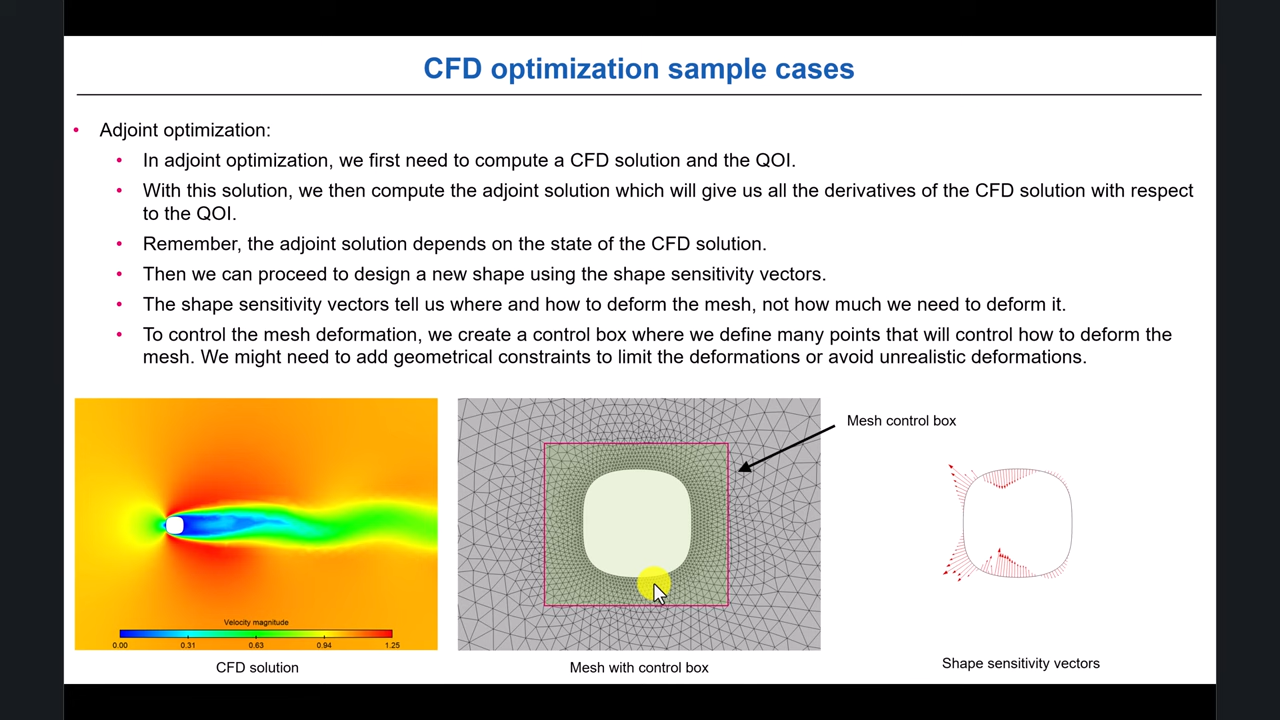 CFD optimization sample cases
• Adjoint optimization:
• In adjoint optimization, we first need to compute a CFD solution and the QOI.
• With this solution, we then compute the adjoint solution which will give us all the derivatives of the CFD solution with respect
to the QOI.
• Remember, the adjoint solution depends on the state of the CFD solution.
• Then we can proceed to design a new shape using the shape sensitivity vectors.
• The shape sensitivity vectors tell us where and how to deform the mesh, not how much we need to deform it.
• To control the mesh deformation, we create a control box where we define many points that will control how to deform the
mesh. We might need to add geometrical constraints to limit the deformations or avoid unrealistic deformations.
Mesh control box
Velocity magnitude
0.00 0.31 0.63 0.94 1.25
CFD solution
Mesh with control box
Shape sensitivity vectors